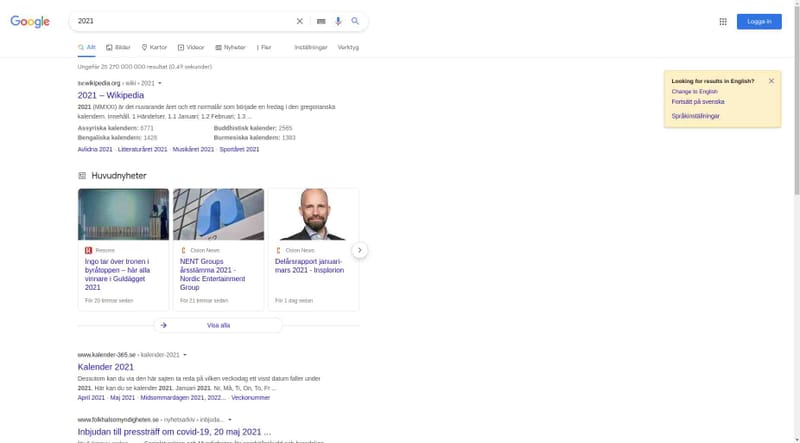 Google
2021
Logga in
Allt
Bilder
Kartor
Videor
Nyheter
Fler
Inställningar
Verktyg
Ungefär 25 270 000 000 resultat (0,49 sekunder)
Looking for results in English?
Change to English
Fortsätt på svenska
Språkinställningar
sv.wikipedia.org › wiki › 2021
2021 – Wikipedia
2021 (MMXXI) är det nuvarande året och ett normalår som började en fredag i den gregorianska
kalendern. Innehåll. 1 Händelser. 1.1 Januari; 1.2 Februari; 1.3 ...
Assyriska kalendern: 6771
Buddhistisk kalender: 2565
Bengaliska kalendern: 1428
Burmesiska kalendern: 1383
Avlidna 2021 · Litteraturåret 2021 · Musikåret 2021 · Sportåret 2021
Huvudnyheter
Resumé
Ingo tar över tronen i
byråtoppen – här alla
vinnare i Guldägget
2021
För 20 timmar sedan
Cision News
NENT Groups
årsstämma 2021 -
Nordic Entertainment
Group
För 21 timmar sedan
Cision News
Delårsrapport januari-
mars 2021 - Insplorion
För 1 dag sedan
Visa alla
www.kalender-365.se › kalender-2021
Kalender 2021
Dessutom kan du via den här sajten ta reda på vilken veckodag ett visst datum faller under
2021. Här kan du se kalender 2021. Januari 2021. Nr, Må, Ti, On, To, Fr ...
April 2021 · Maj 2021 · Midsommardagen 2021, 2022... · Veckonummer
www.folkhalsomyndigheten.se › nyhetsarkiv › inbjuda...
Inbjudan till pressträff om covid-19, 20 maj 2021 ...